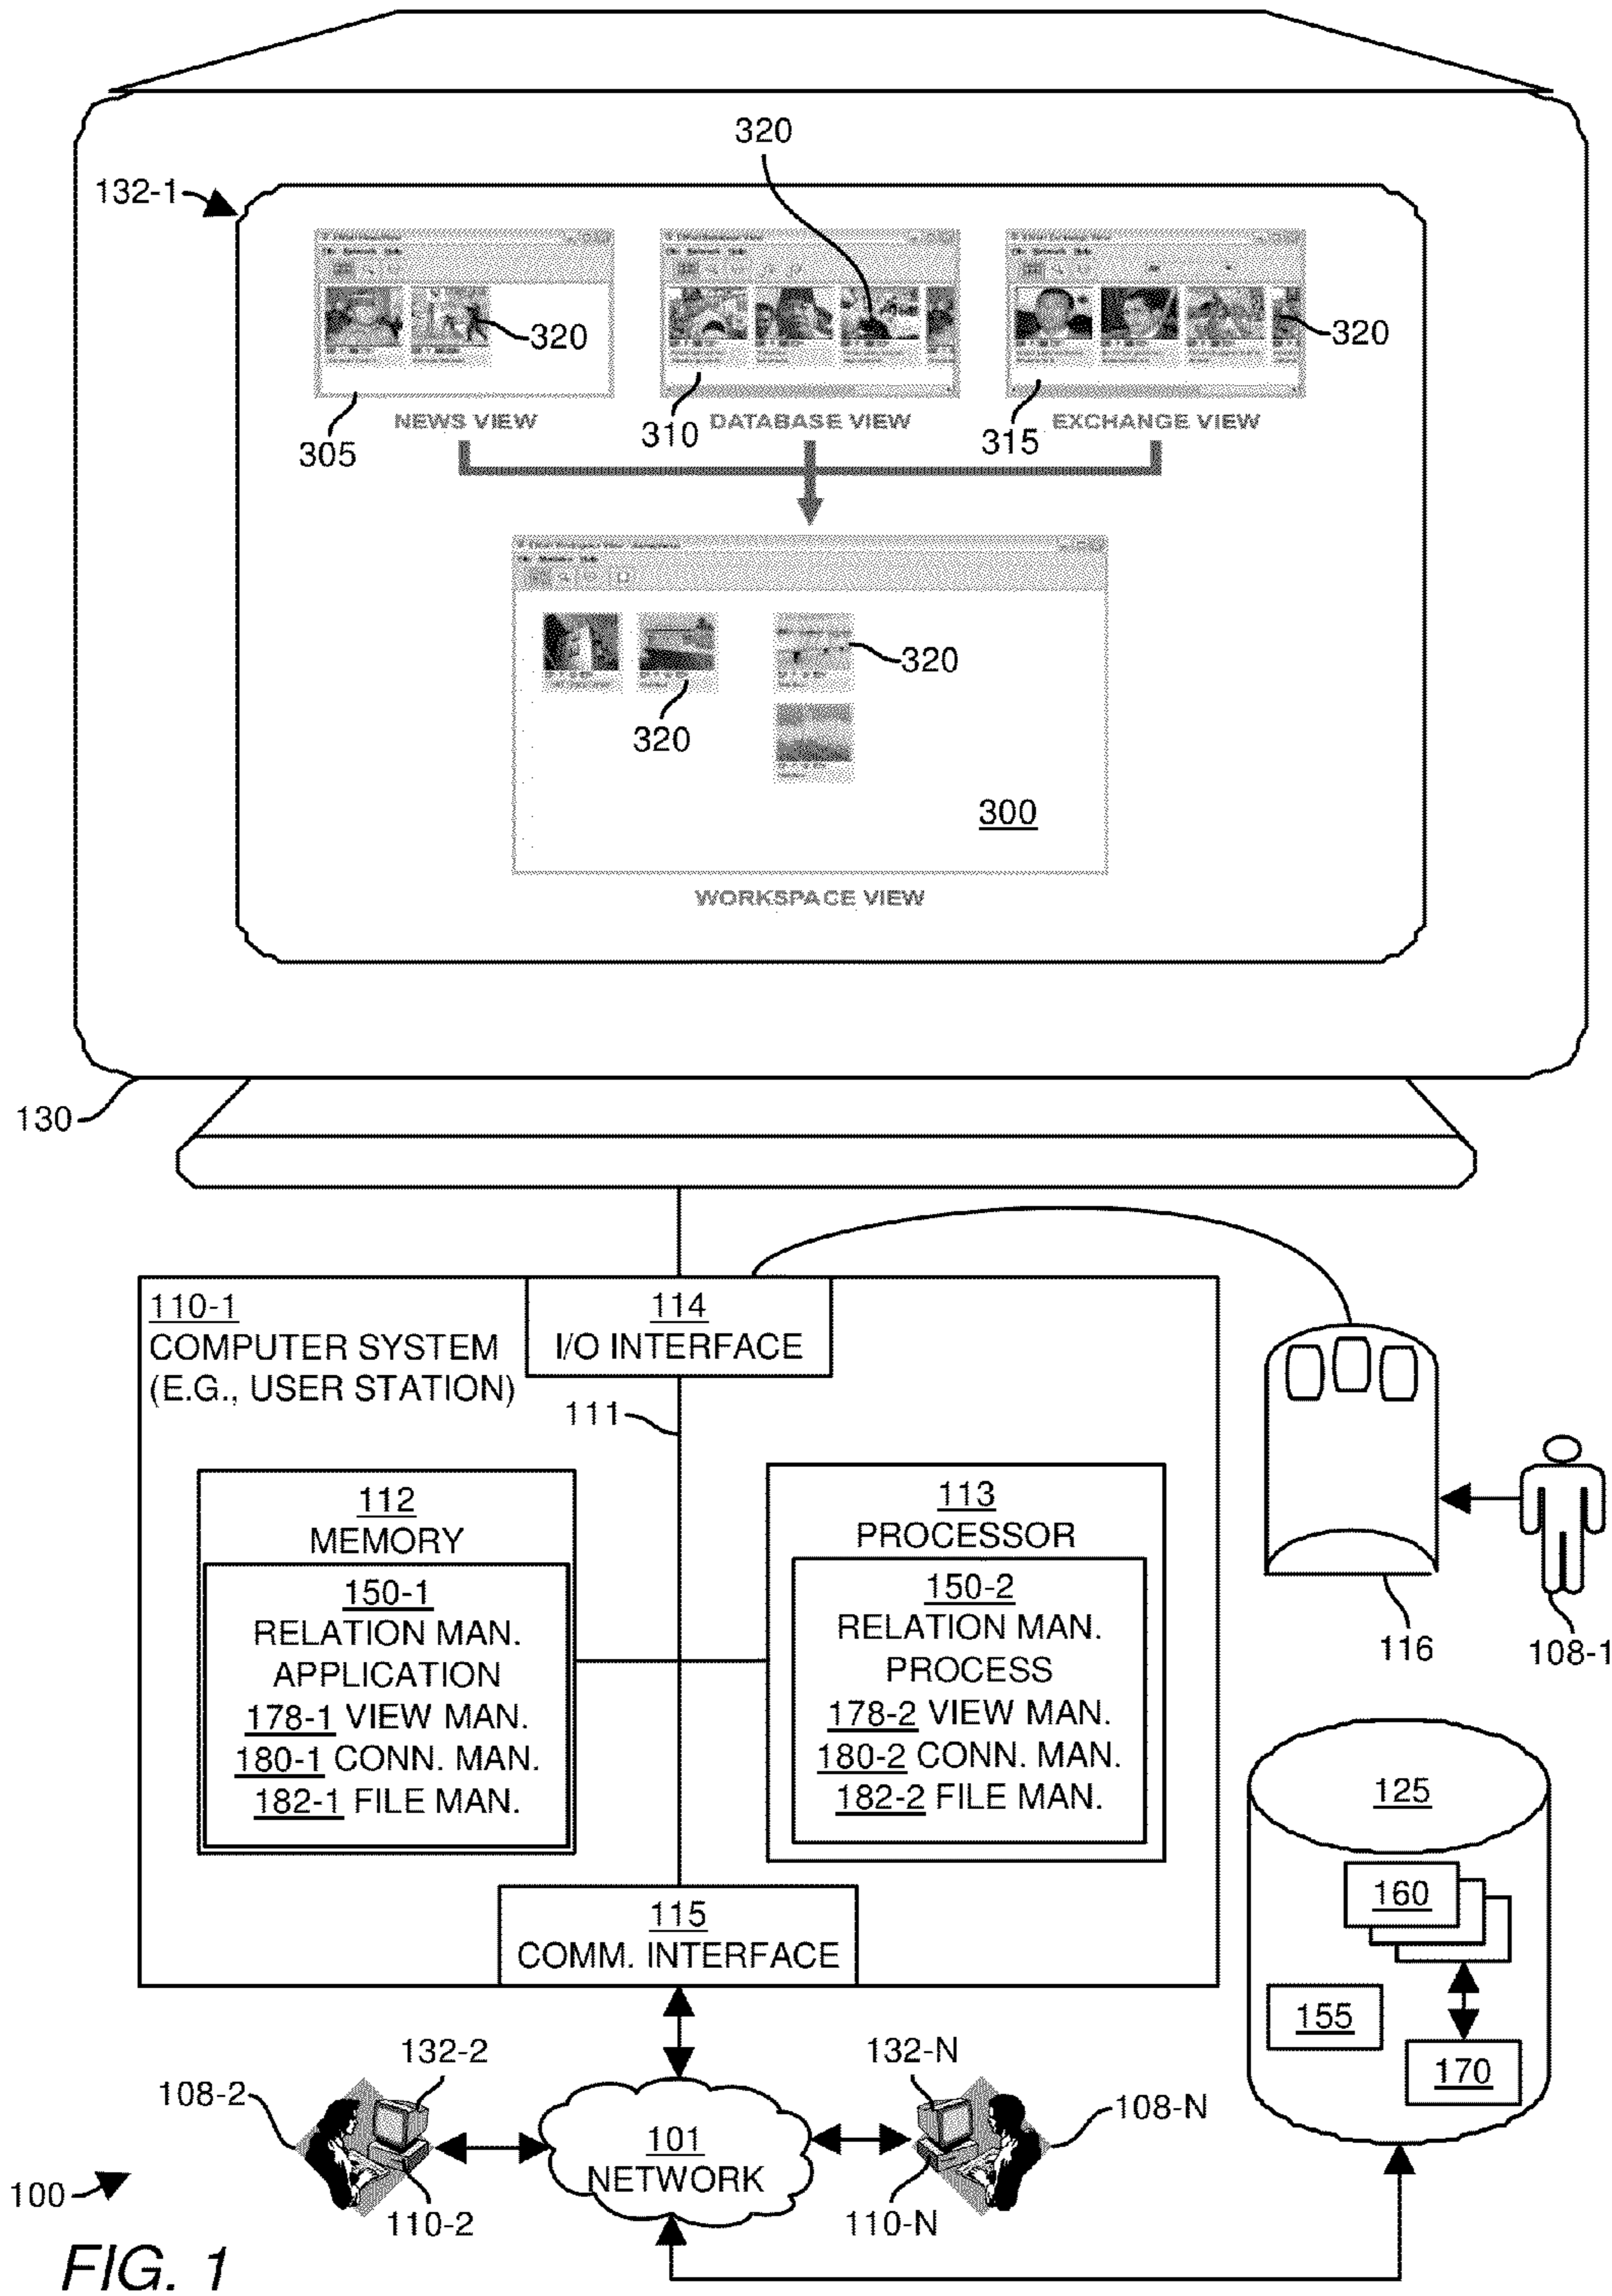 320
132-1
320
320
305
310
315
NEWS VIEW
DATABASE VIEW
EXCHANGE VIEW
320
320
300
WORKSPACE VIEW
130
110-1
COMPUTER SYSTEM
(E.G., USER STATION)
114
I/O INTERFACE
111
112
MEMORY
150-1
RELATION MAN.
APPLICATION
178-1 VIEW MAN.
180-1 CONN. MAN.
182-1 FILE MAN.
113
PROCESSOR
150-2
RELATION MAN.
PROCESS
178-2 VIEW MAN.
180-2 CONN. MAN.
182-2 FILE MAN.
116
108-1
115
COMM. INTERFACE
125
160
155
170
132-2
108-2
110-2
101
NETWORK
132-N
108-N
110-N
100
FIG. 1